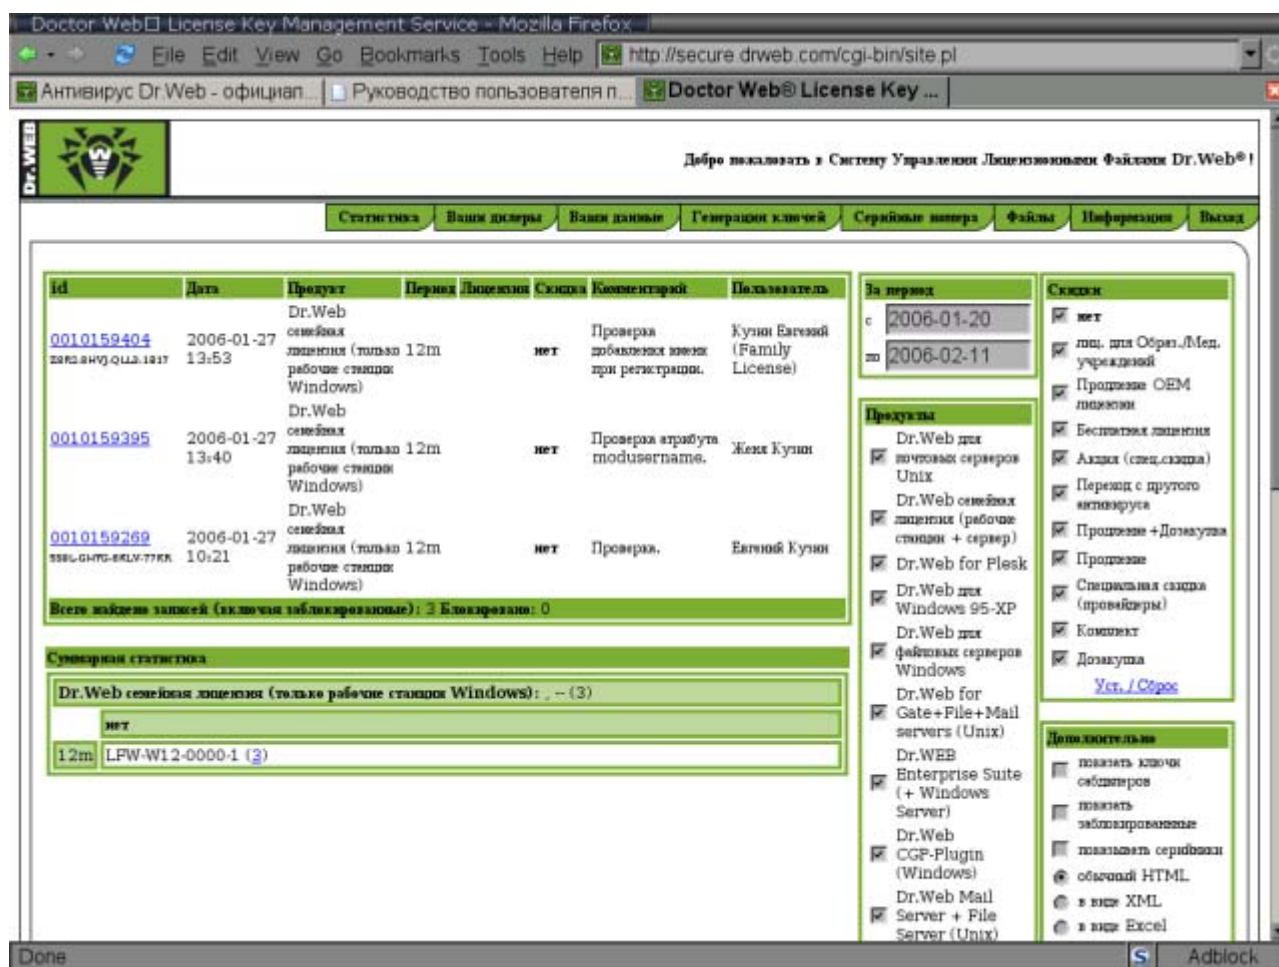 Doctor Web□ License Key Management Service - Mozilla Firefox
File Edit View Go Bookmarks Tools Help http://secure.drweb.com/cgi-bin/site.pl
Антивирус Dr.Web - официал... Руководство пользователя п... Doctor Web® License Key ...
Dr.WEB
Добро пожаловать в Систему Управления Лицензионными Файлами Dr.Web®!
Статистика Ваши дилеры Ваши данные Генерация ключей Серийные номера Файлы Информация Выход
id Дата Продукт Период Лицензия Скидка Комментарий Пользователь
0010159404
2006-01-27
13:53
Dr.Web
семейная
лицензия (только
рабочие станции
Windows)
12m
нет
Проверка
добавления имени
при регистрации.
Кузин Евгений
(Family
License)
0010159395
2006-01-27
13:40
Dr.Web
семейная
лицензия (только
рабочие станции
Windows)
12m
нет
Проверка атрибута
modusername.
Женя Кузин
0010159269
2006-01-27
10:21
Dr.Web
семейная
лицензия (только
рабочие станции
Windows)
12m
нет
Проверка.
Евгений Кузин
Всего найдено записей (включая заблокированные): 3 Блокировано: 0
Суммарная статистика
Dr.Web семейная лицензия (только рабочие станции Windows): , -- (3)
нет
12m LFW-W12-0000-1 (3)
За период
с 2006-01-20
по 2006-02-11
Продукты
Dr.Web для
почтовых серверов
Unix
Dr.Web семейная
лицензия (рабочие
станции + сервер)
Dr.Web for Plesk
Dr.Web для
Windows 95-XP
Dr.Web для
файловых серверов
Windows
Dr.Web for
Gate+File+Mail
servers (Unix)
Dr.WEB
Enterprise Suite
(+ Windows
Server)
Dr.Web
CGP-Plugin
(Windows)
Dr.Web Mail
Server + File
Server (Unix)
Скидки
нет
лиц. для Образ./Мед.
учреждений
Продление OEM
лицензии
Бесплатная лицензия
Акция (спец.скидка)
Переход с другого
антивируса
Продление+Дозакупка
Продление
Специальная скидка
(провайдеры)
Комплект
Дозакупка
Уст. / Сброс
Дополнительно
показать ключи
сабдилеров
показать
заблокированные
показывать серийники
обычный HTML
в виде XML
в виде Excel
Done
Adblock